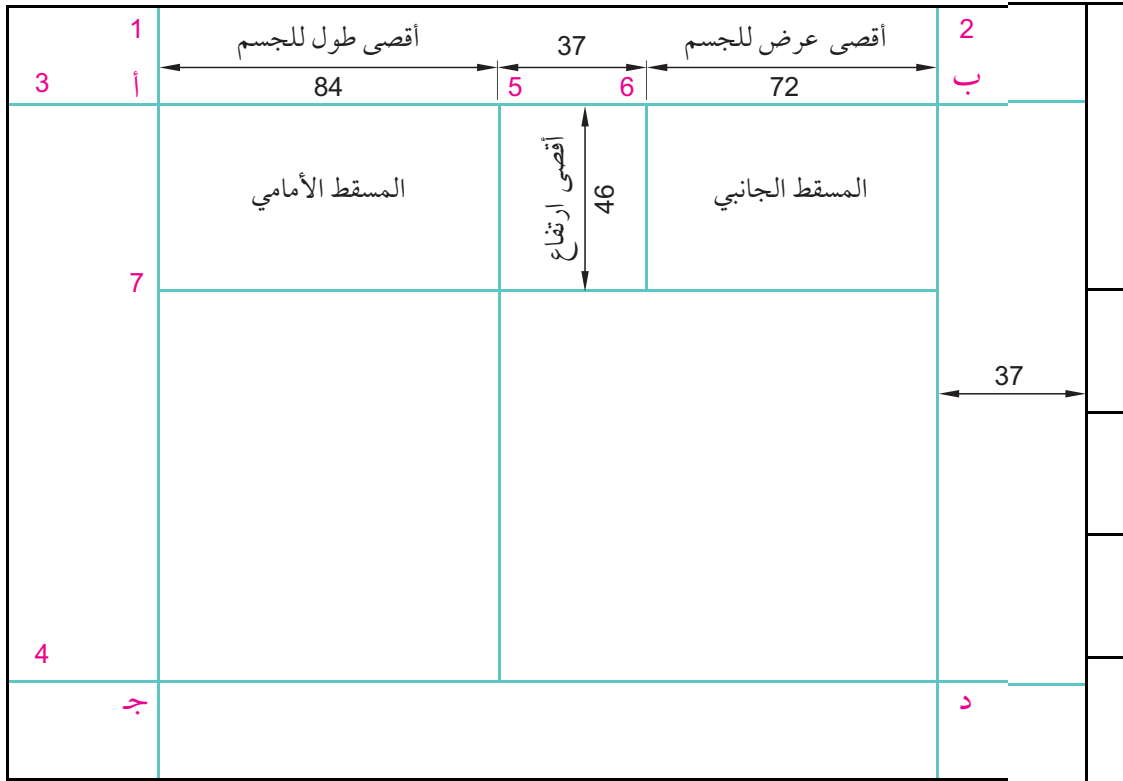 1
أقصى طول للجسم
37
أقصى عرض للجسم
2
3
أ
84
5
6
72
ب
المسقط الأمامي
أقصى ارتفاع
46
المسقط الجانبي
7
37
4
جـ
د